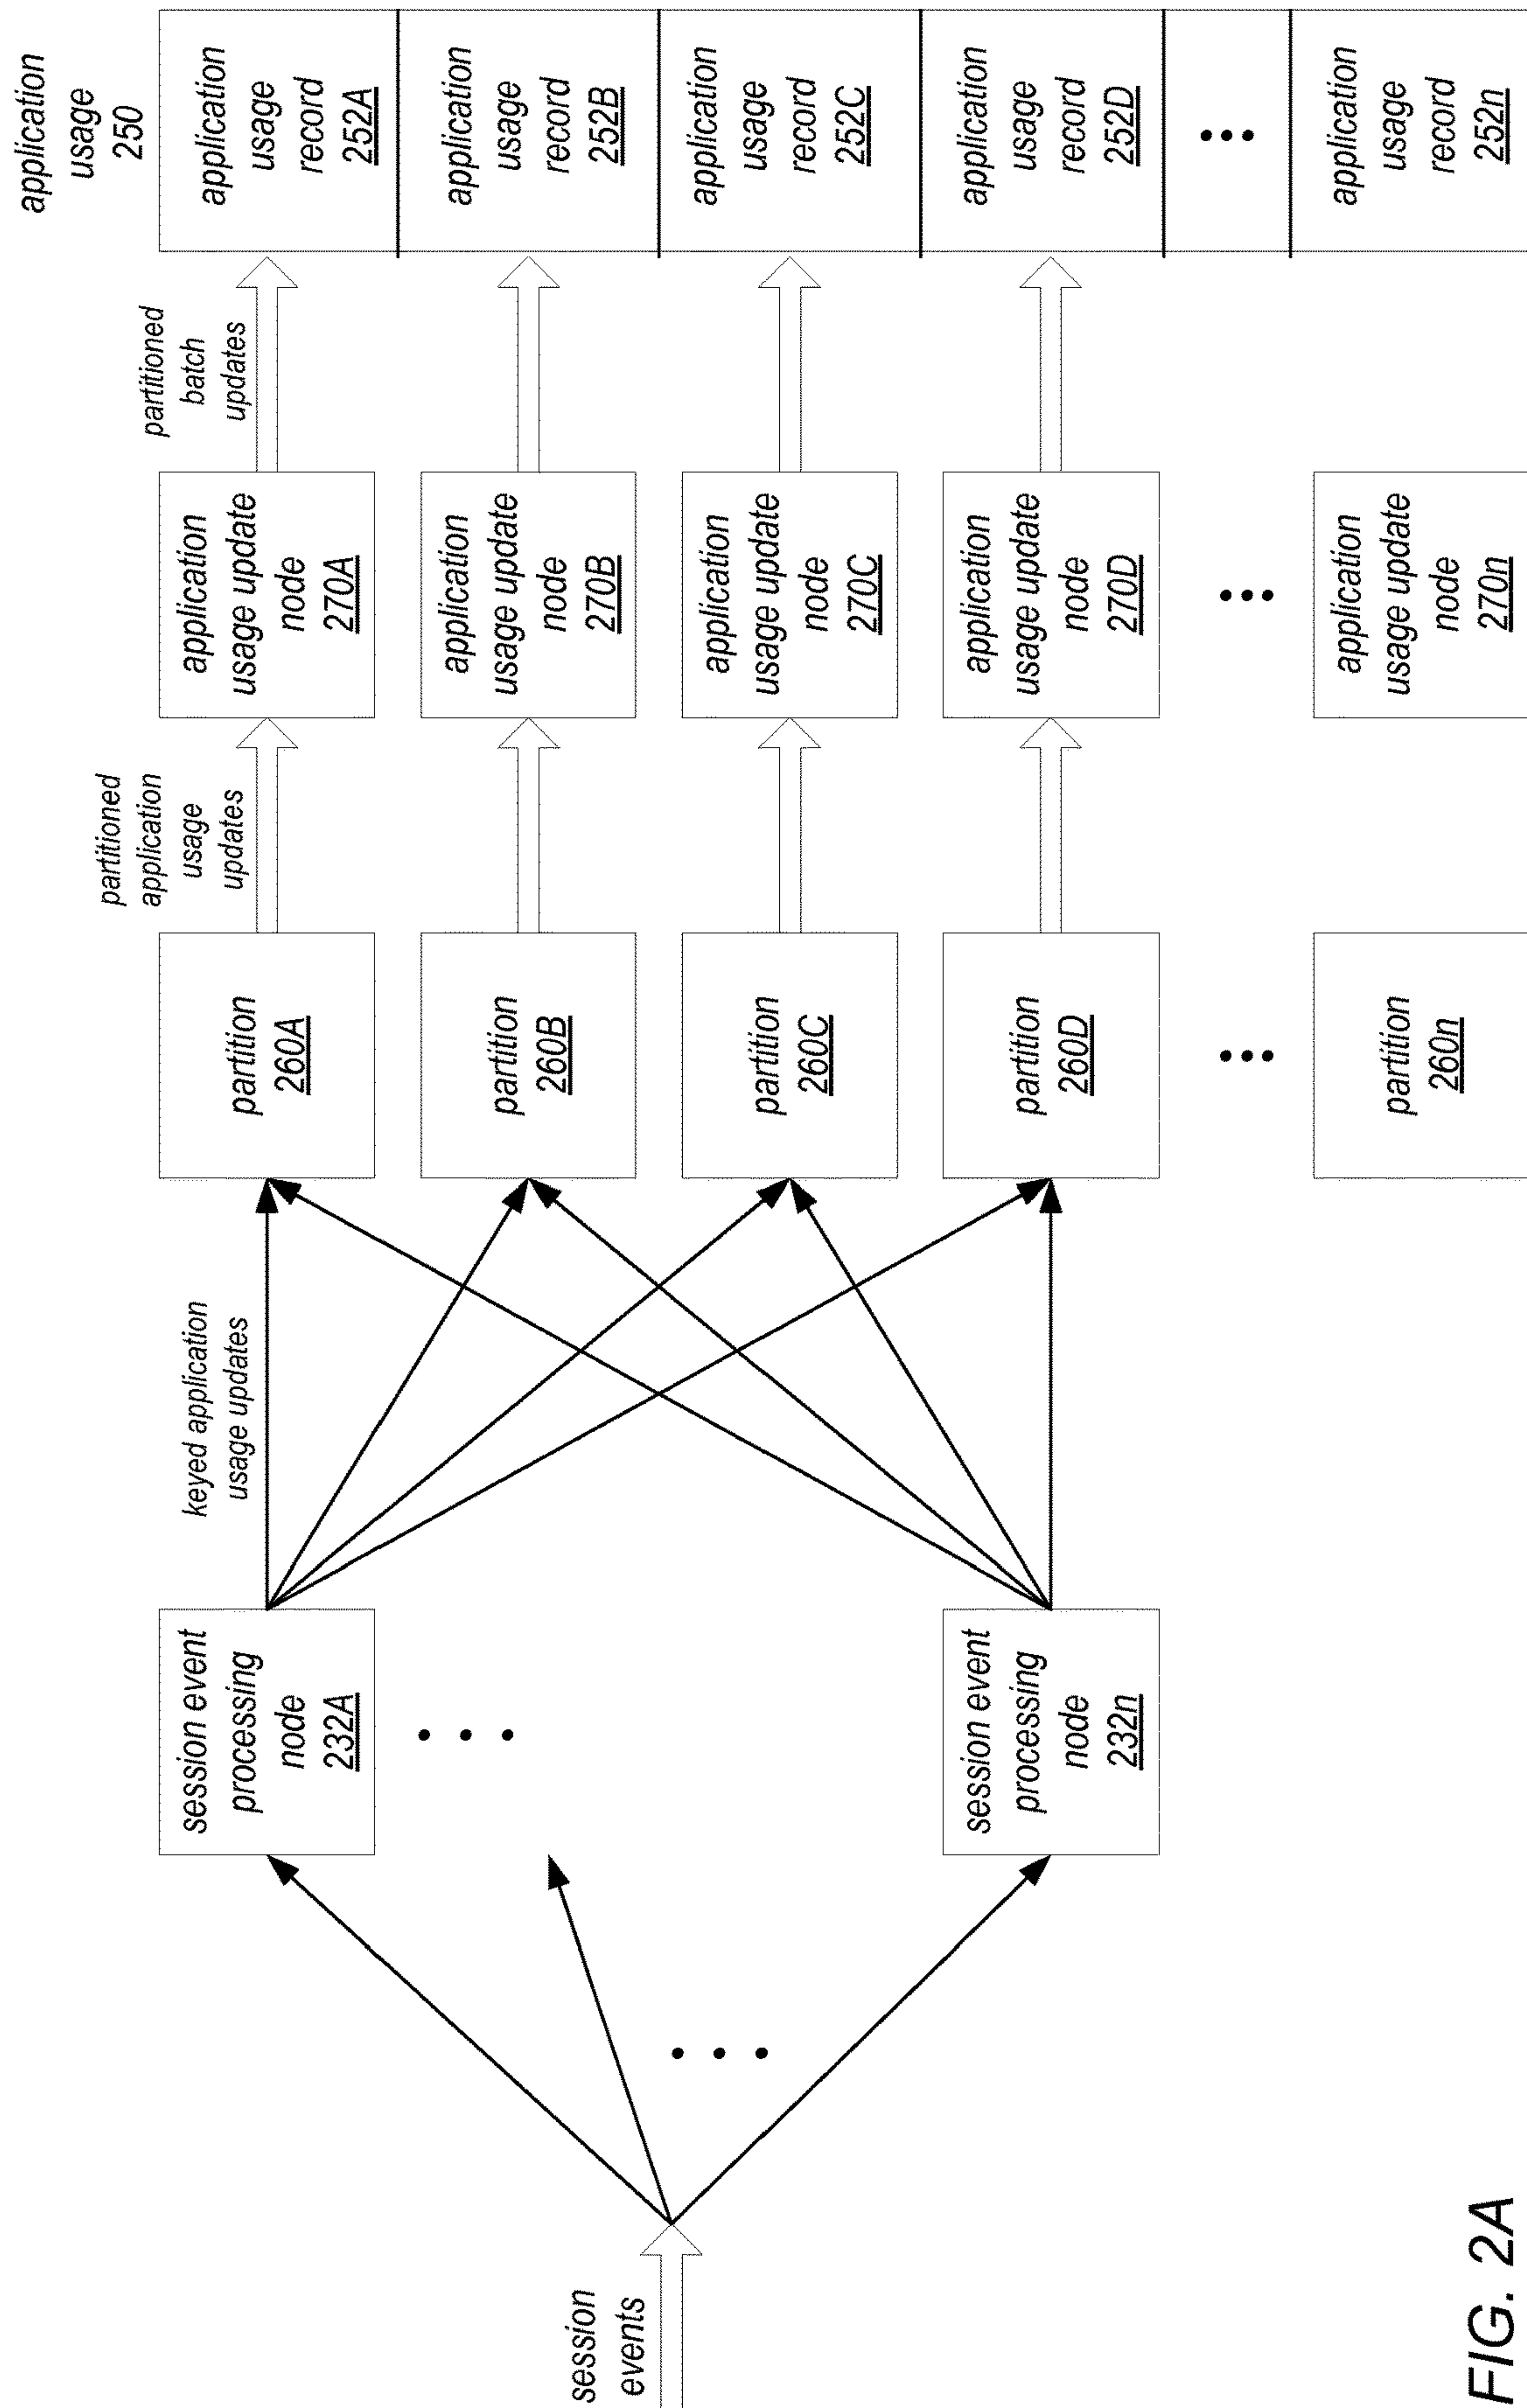 session
events
session event
processing
node
232A
session event
processing
node
232n
keyed application
usage updates
partition
260A
partition
260B
partition
260C
partition
260D
partition
260n
partitioned
application
usage
updates
application
usage update
node
270A
application
usage update
node
270B
application
usage update
node
270C
application
usage update
node
270D
application
usage update
node
270n
partitioned
batch
updates
application
usage
250
application
usage
record
252A
application
usage
record
252B
application
usage
record
252C
application
usage
record
252D
application
usage
record
252n
FIG. 2A